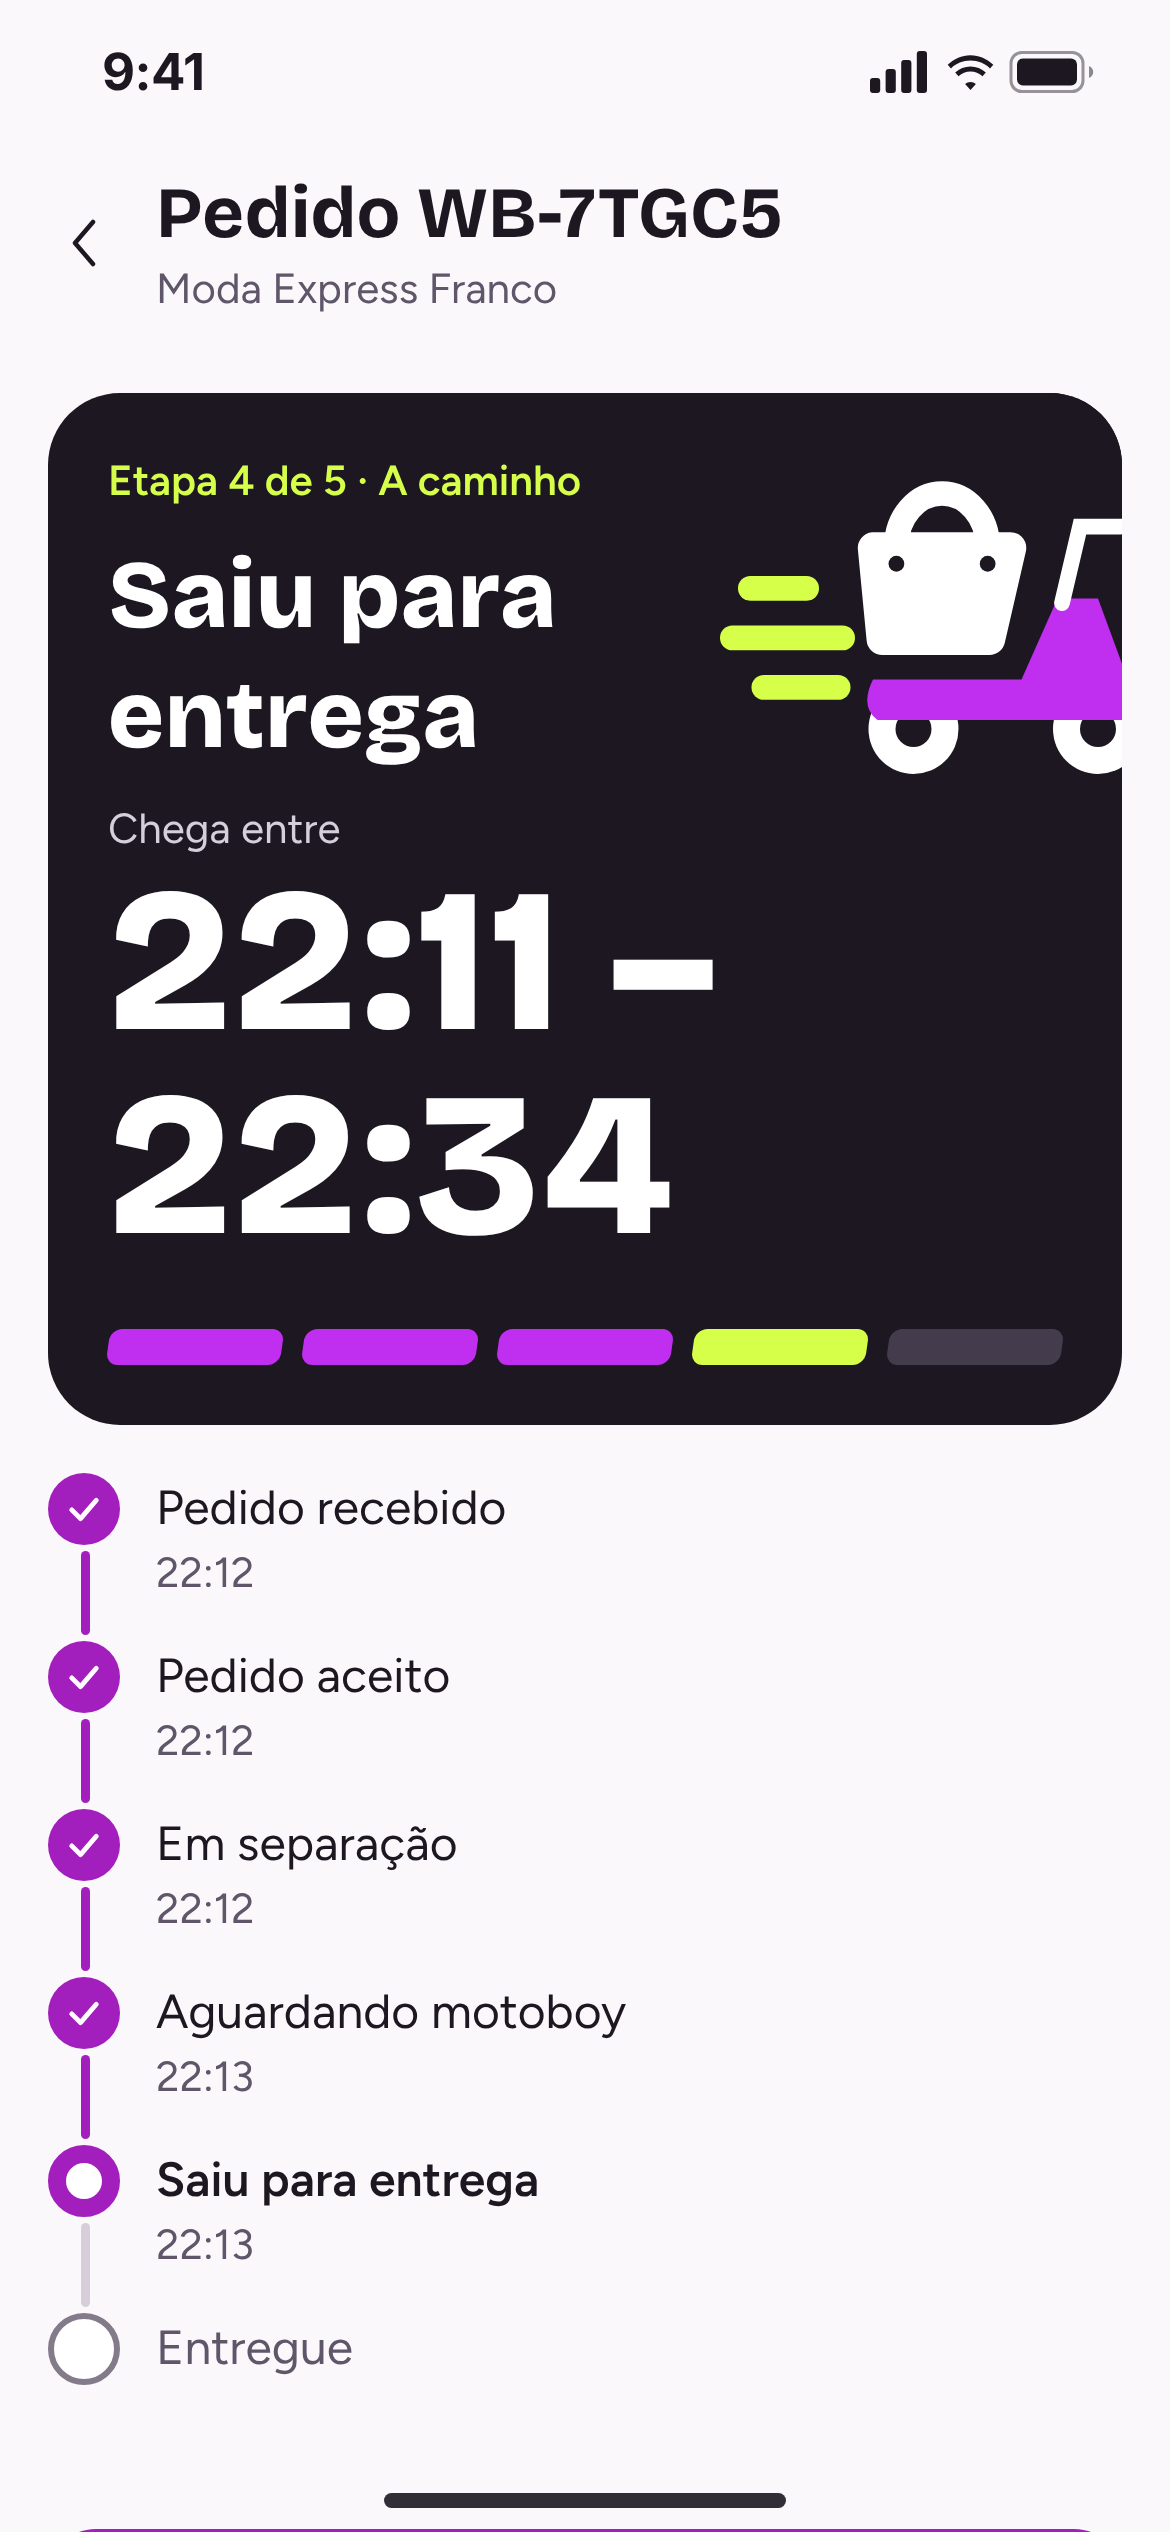 9:41
Pedido WB-7TGC5
Moda Express Franco
Etapa 4 de 5 · A caminho
Saiu para
entrega
Chega entre
22:11 –
22:34
Pedido recebido
22:12
Pedido aceito
22:12
Em separação
22:12
Aguardando motoboy
22:13
Saiu para entrega
22:13
Entregue